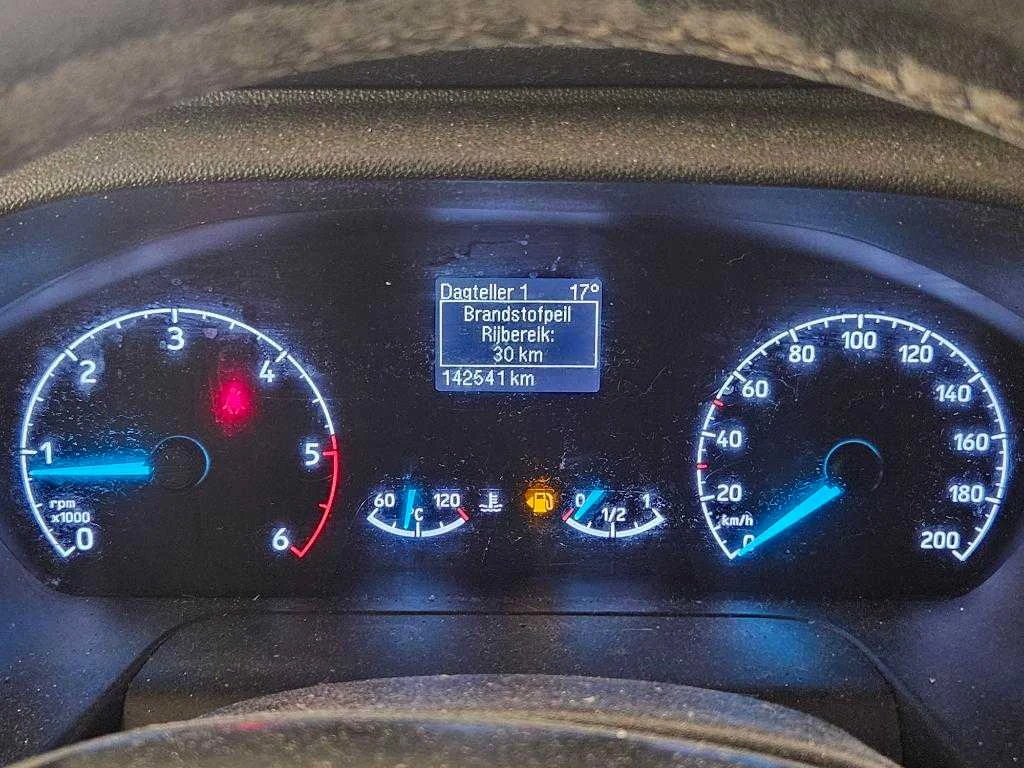 Dagteller 1 17°
Brandstofpeil
Rijbereik:
30 km
142541 km
0
1
2
3
4
5
6
rpm
x1000
60 °C 120
0 1/2 1
0
20
40
60
80
100
120
140
160
180
200
km/h